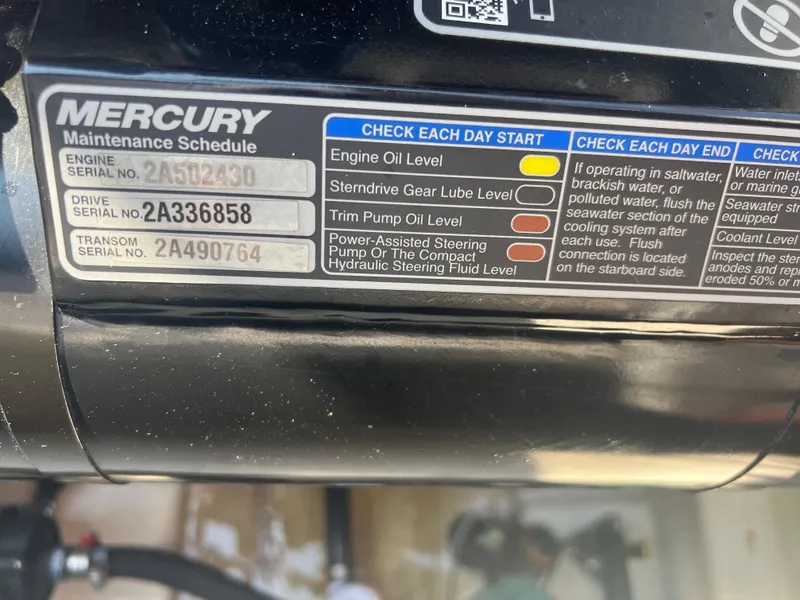 MERCURY
Maintenance Schedule
ENGINE
SERIAL NO. 2A502430
DRIVE
SERIAL NO. 2A336858
TRANSOM
SERIAL NO. 2A490764
CHECK EACH DAY START
Engine Oil Level
Sterndrive Gear Lube Level
Trim Pump Oil Level
Power-Assisted Steering
Pump Or The Compact
Hydraulic Steering Fluid Level
CHECK EACH DAY END
If operating in saltwater,
brackish water, or
polluted water, flush the
seawater section of the
cooling system after
each use. Flush
connection is located
on the starboard side.
CHECK
Water inlets
or marine g
Seawater str
equipped
Coolant Level
Inspect the ster
anodes and rep
eroded 50% or m